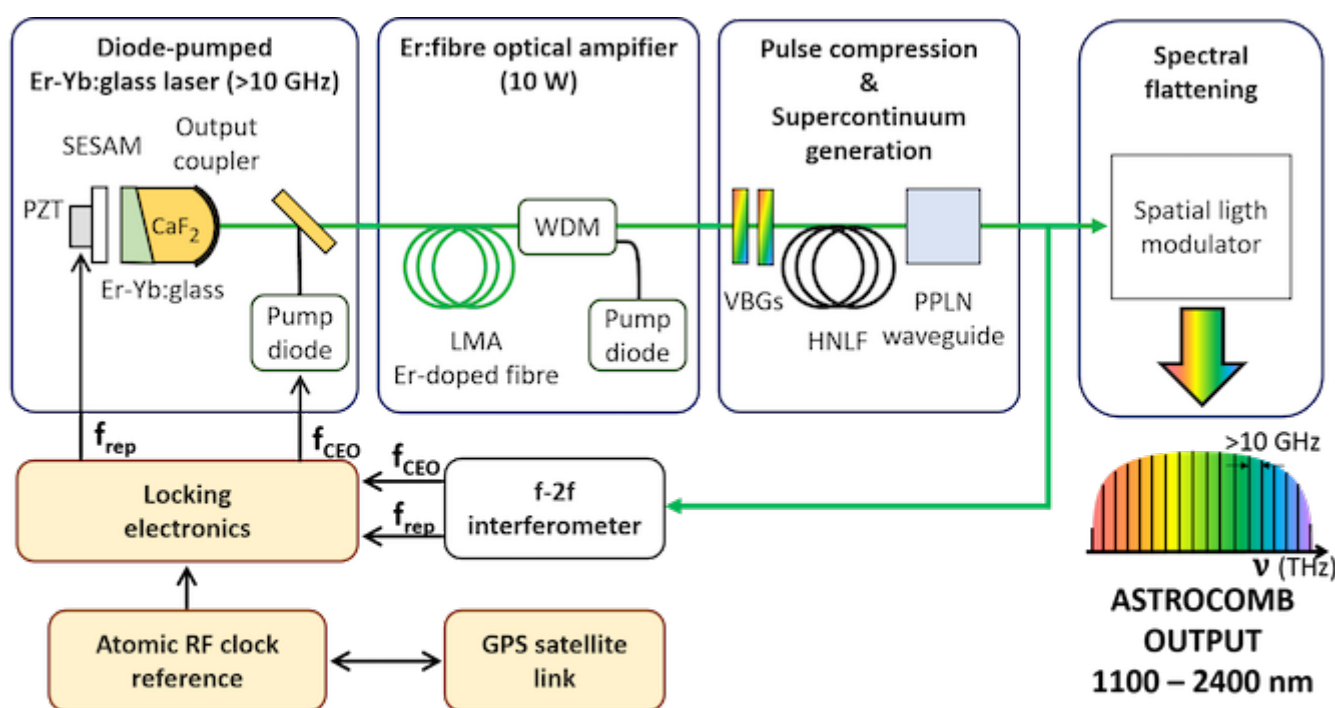 Diode-pumped
Er-Yb:glass laser (>10 GHz)
SESAM
Output
coupler
PZT
CaF2
Er-Yb:glass
Pump
diode
Er:fibre optical ampifier
(10 W)
WDM
LMA
Er-doped fibre
Pump
diode
Pulse compression
&
Supercontinuum
generation
VBGs
HNLF
PPLN
waveguide
Spectral
flattening
Spatial ligth
modulator
frep
fCEO
Locking
electronics
fCEO
frep
f-2f
interferometer
Atomic RF clock
reference
GPS satellite
link
>10 GHz
ν (THz)
ASTROCOMB
OUTPUT
1100 – 2400 nm